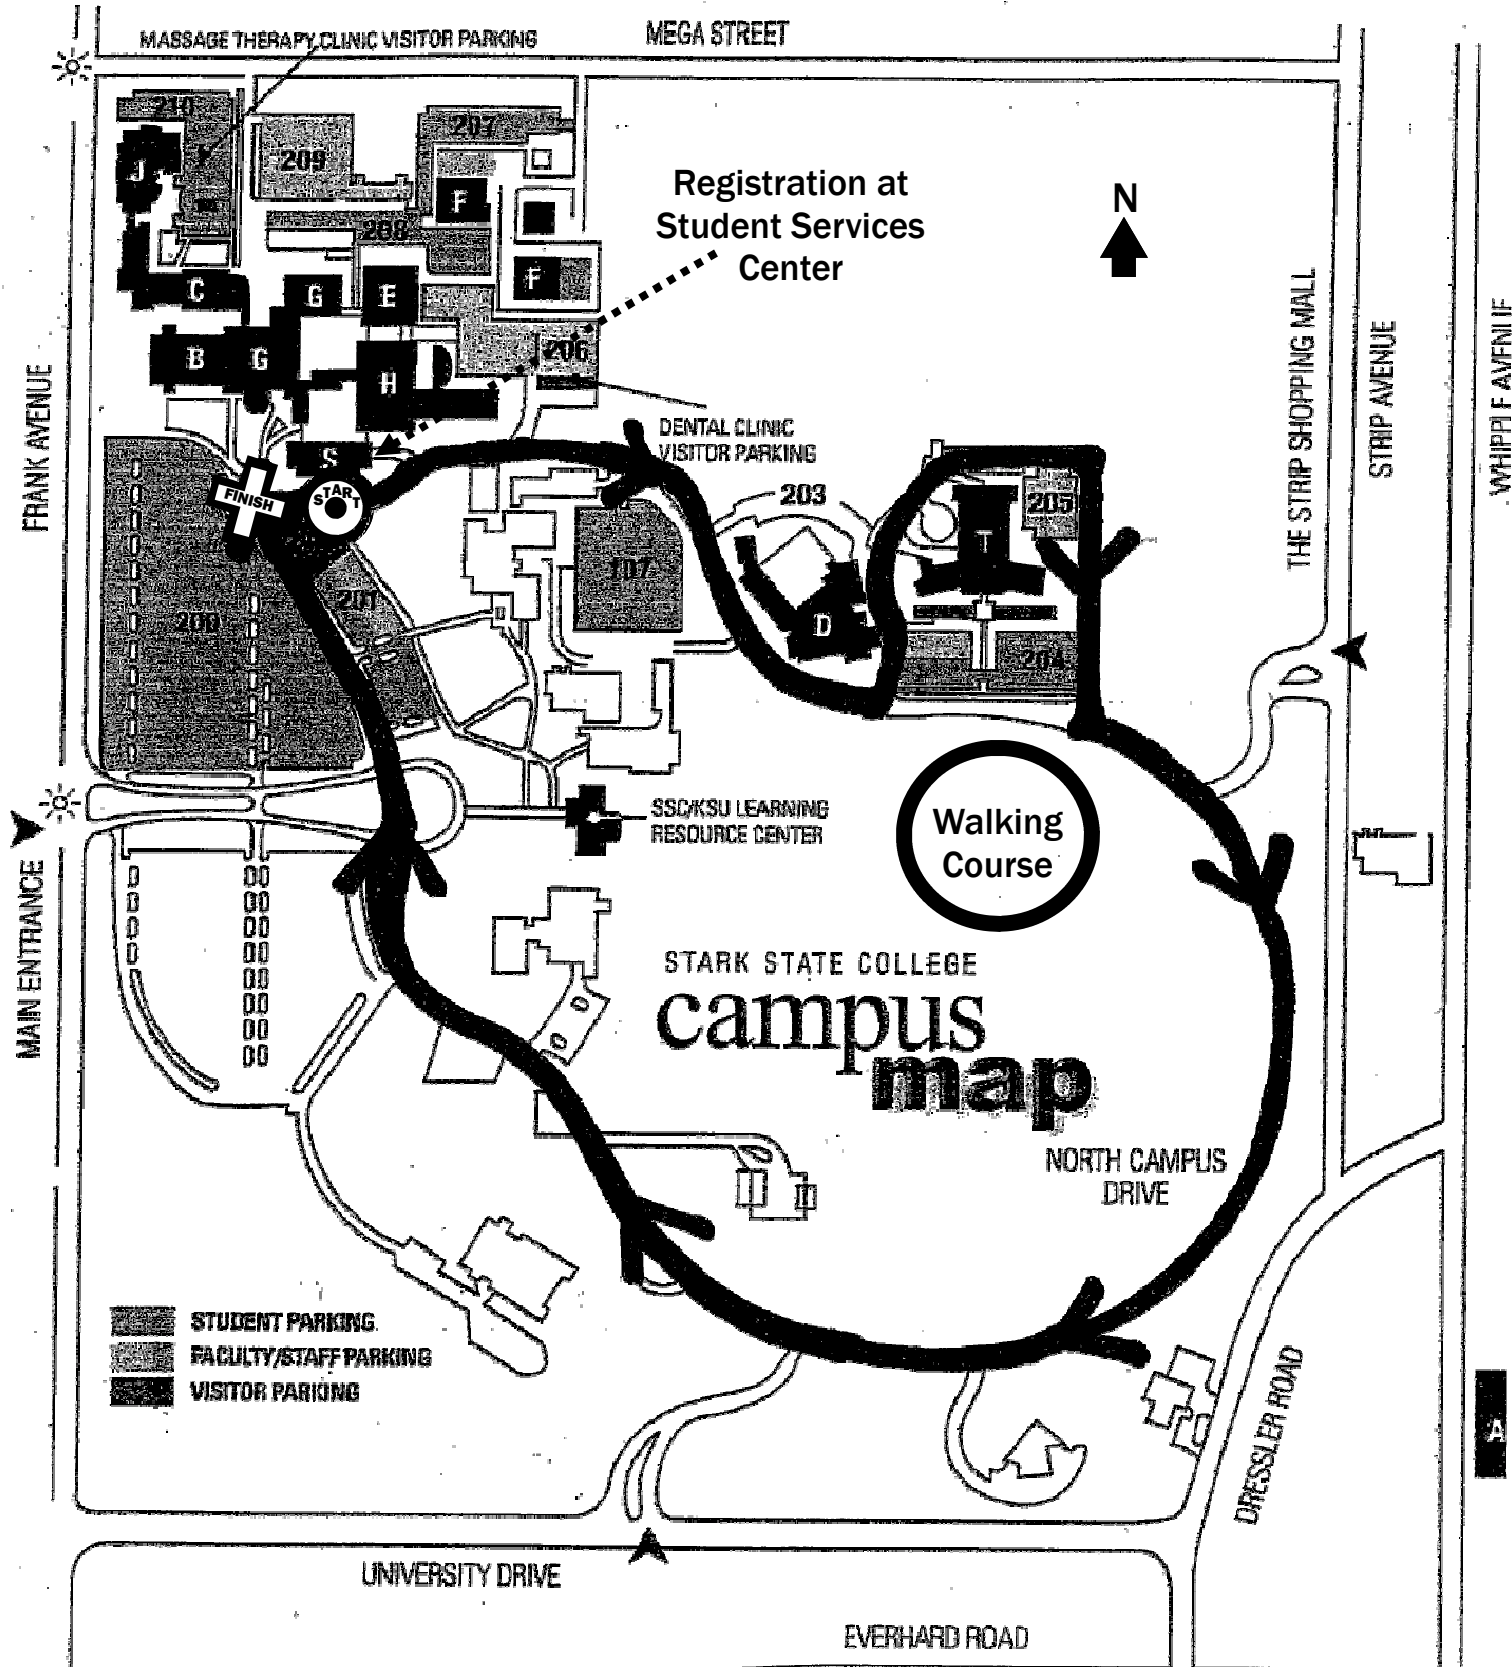 MASSAGE THERAPY CLINIC VISITOR PARKING
MEGA STREET
210
209
207
J
F
208
Registration at
Student Services
Center
N
C
G
E
F
B
G
H
206
DENTAL CLINIC
VISITOR PARKING
S
FINISH
START
203
205
T
107
D
204
200
201
FRANK AVENUE
THE STRIP SHOPPING MALL
STRIP AVENUE
WHIPPLE AVENUE
SSC/KSU LEARNING
RESOURCE CENTER
Walking
Course
MAIN ENTRANCE
STARK STATE COLLEGE
campus
map
NORTH CAMPUS
DRIVE
STUDENT PARKING
FACULTY/STAFF PARKING
VISITOR PARKING
DRESSLER ROAD
A
UNIVERSITY DRIVE
EVERHARD ROAD